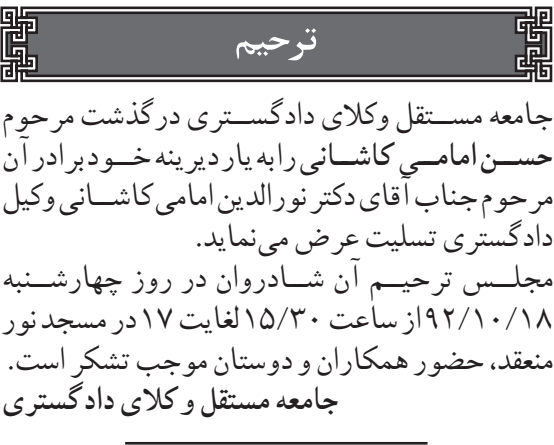 ترحیم
جامعه مستقل وکلای دادگستری درگذشت مرحوم
حسن امامی کاشانی را به یار دیرینه خود برادر آن
مرحوم جناب آقای دکتر نورالدین امامی کاشانی وکیل
دادگستری تسلیت عرض می‌نماید.
مجلس ترحیم آن شادروان در روز چهارشنبه
۹۲/۱۰/۱۸ از ساعت ۱۵/۳۰ لغایت ۱۷ در مسجد نور
منعقد، حضور همکاران و دوستان موجب تشکر است.
جامعه مستقل وکلای دادگستری